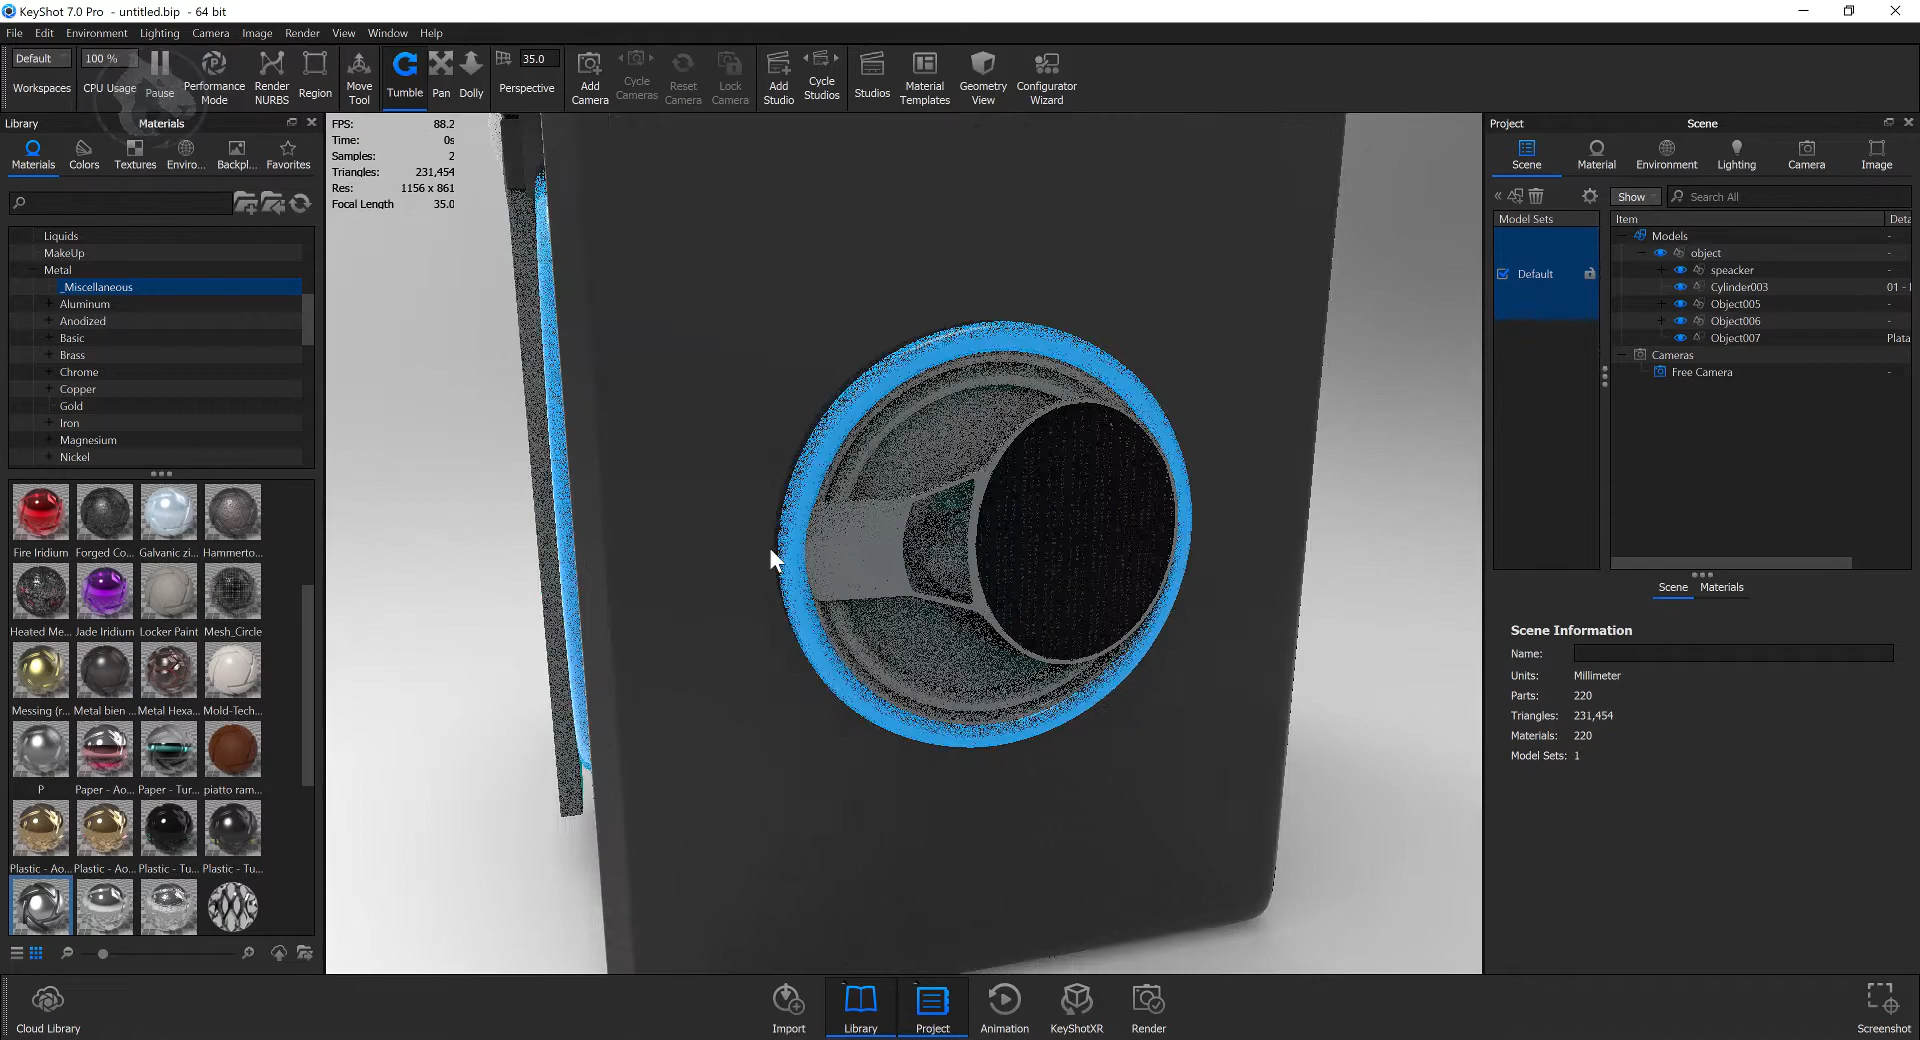 KeyShot 7.0 Pro - untitled.bip - 64 bit
File Edit Environment Lighting Camera Image Render View Window Help
Default 100 % 35.0
Workspaces CPU Usage Pause Performance Mode Render NURBS Region Move Tool Tumble Pan Dolly Perspective Add Camera Cycle Cameras Reset Camera Lock Camera Add Studio Cycle Studios Studios Material Templates Geometry View Configurator Wizard
Library Materials
Materials Colors Textures Enviro... Backpl... Favorites
Liquids
MakeUp
Metal
_Miscellaneous
Aluminum
Anodized
Basic
Brass
Chrome
Copper
Gold
Iron
Magnesium
Nickel
Fire Iridium Forged Co... Galvanic zi... Hammerto...
Heated Me... Jade Iridium Locker Paint Mesh_Circle
Messing (r... Metal bien ... Metal Hexa... Mold-Tech...
P Paper - Ao... Paper - Tur... piatto ram...
Plastic - Ao... Plastic - Ao... Plastic - Tu... Plastic - Tu...
FPS: 88.2
Time: 0s
Samples: 2
Triangles: 231,454
Res: 1156 x 861
Focal Length 35.0
Project Scene
Scene Material Environment Lighting Camera Image
Show Search All
Model Sets Item Deta
Default
Models -
object -
speacker -
Cylinder003 01 -
Object005 -
Object006 -
Object007 Plata
Cameras -
Free Camera -
Scene Materials
Scene Information
Name:
Units: Millimeter
Parts: 220
Triangles: 231,454
Materials: 220
Model Sets: 1
Cloud Library Import Library Project Animation KeyShotXR Render Screenshot